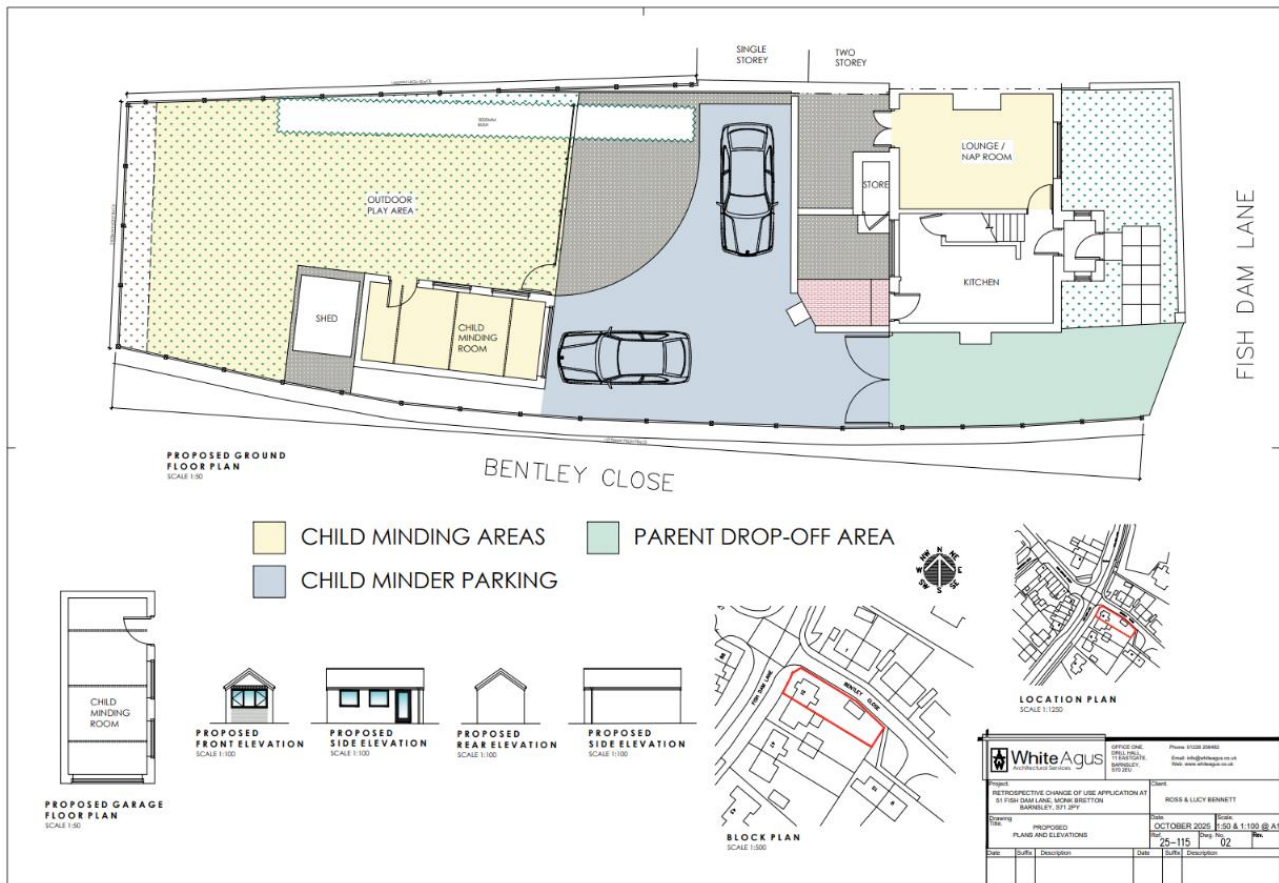 SINGLE
STOREY
TWO
STOREY
LOUNGE /
NAP ROOM
STORE
OUTDOOR
PLAY AREA
KITCHEN
SHED
CHILD
MINDING
ROOM
FISH DAM LANE
BENTLEY CLOSE
PROPOSED GROUND
FLOOR PLAN
SCALE 1:50
CHILD MINDING AREAS
PARENT DROP-OFF AREA
CHILD MINDER PARKING
N
NE
E
SE
S
SW
W
NW
CHILD
MINDING
ROOM
PROPOSED GARAGE
FLOOR PLAN
SCALE 1:50
PROPOSED
FRONT ELEVATION
SCALE 1:100
PROPOSED
SIDE ELEVATION
SCALE 1:100
PROPOSED
REAR ELEVATION
SCALE 1:100
PROPOSED
SIDE ELEVATION
SCALE 1:100
FISH DAM LANE
BENTLEY CLOSE
51
BLOCK PLAN
SCALE 1:500
LOCATION PLAN
SCALE 1:1250
White Agus
Architectural Services
OFFICE ONE,
DRILL HALL,
11 EASTGATE,
BARNSLEY,
S70 2EU.
Email: info@whiteagus.co.uk
Web: www.whiteagus.co.uk
Project.
RETROSPECTIVE CHANGE OF USE APPLICATION AT
51 FISH DAM LANE, MONK BRETTON
BARNSLEY, S71 2PY
Client.
ROSS & LUCY BENNETT
Drawing
Title.
PROPOSED
PLANS AND ELEVATIONS
Date.
OCTOBER 2025
Scale.
1:50 & 1:100 @ A1
Ref.
25-115
Dwg. No.
02
Rev.
Date Suffix Description Date Suffix Description